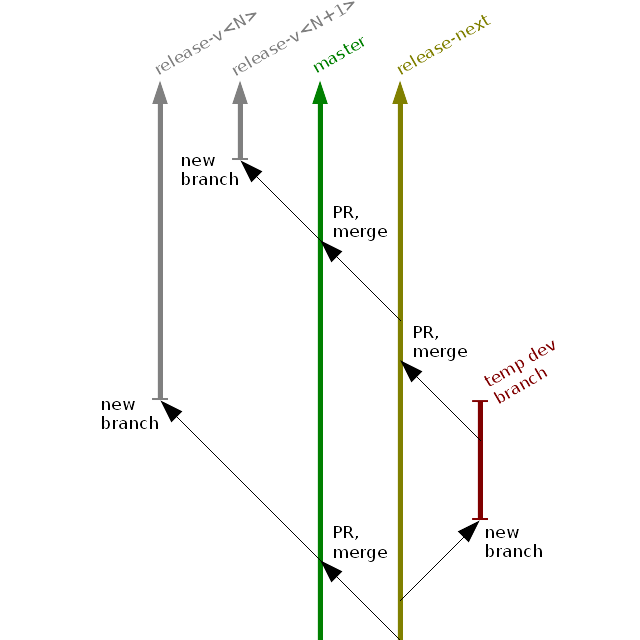 release-v<N>
release-v<N+1>
master
release-next
new
branch
PR,
merge
PR,
merge
temp dev
branch
new
branch
PR,
merge
new
branch